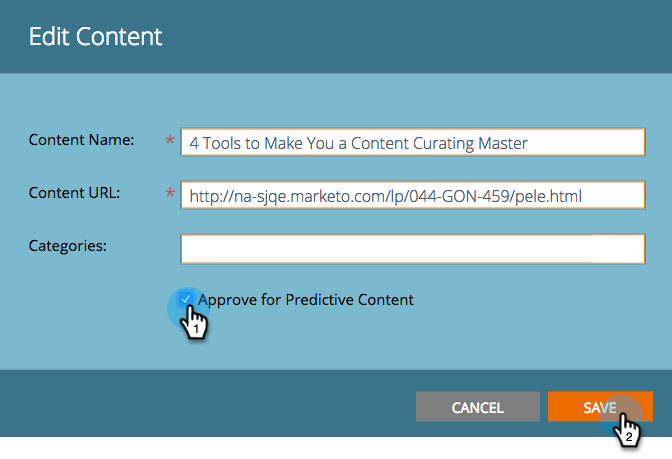 Edit Content
Content Name: * 4 Tools to Make You a Content Curating Master
Content URL: * http://na-sjqe.marketo.com/lp/044-GON-459/pele.html
Categories:
Approve for Predictive Content
1
CANCEL SAVE
2